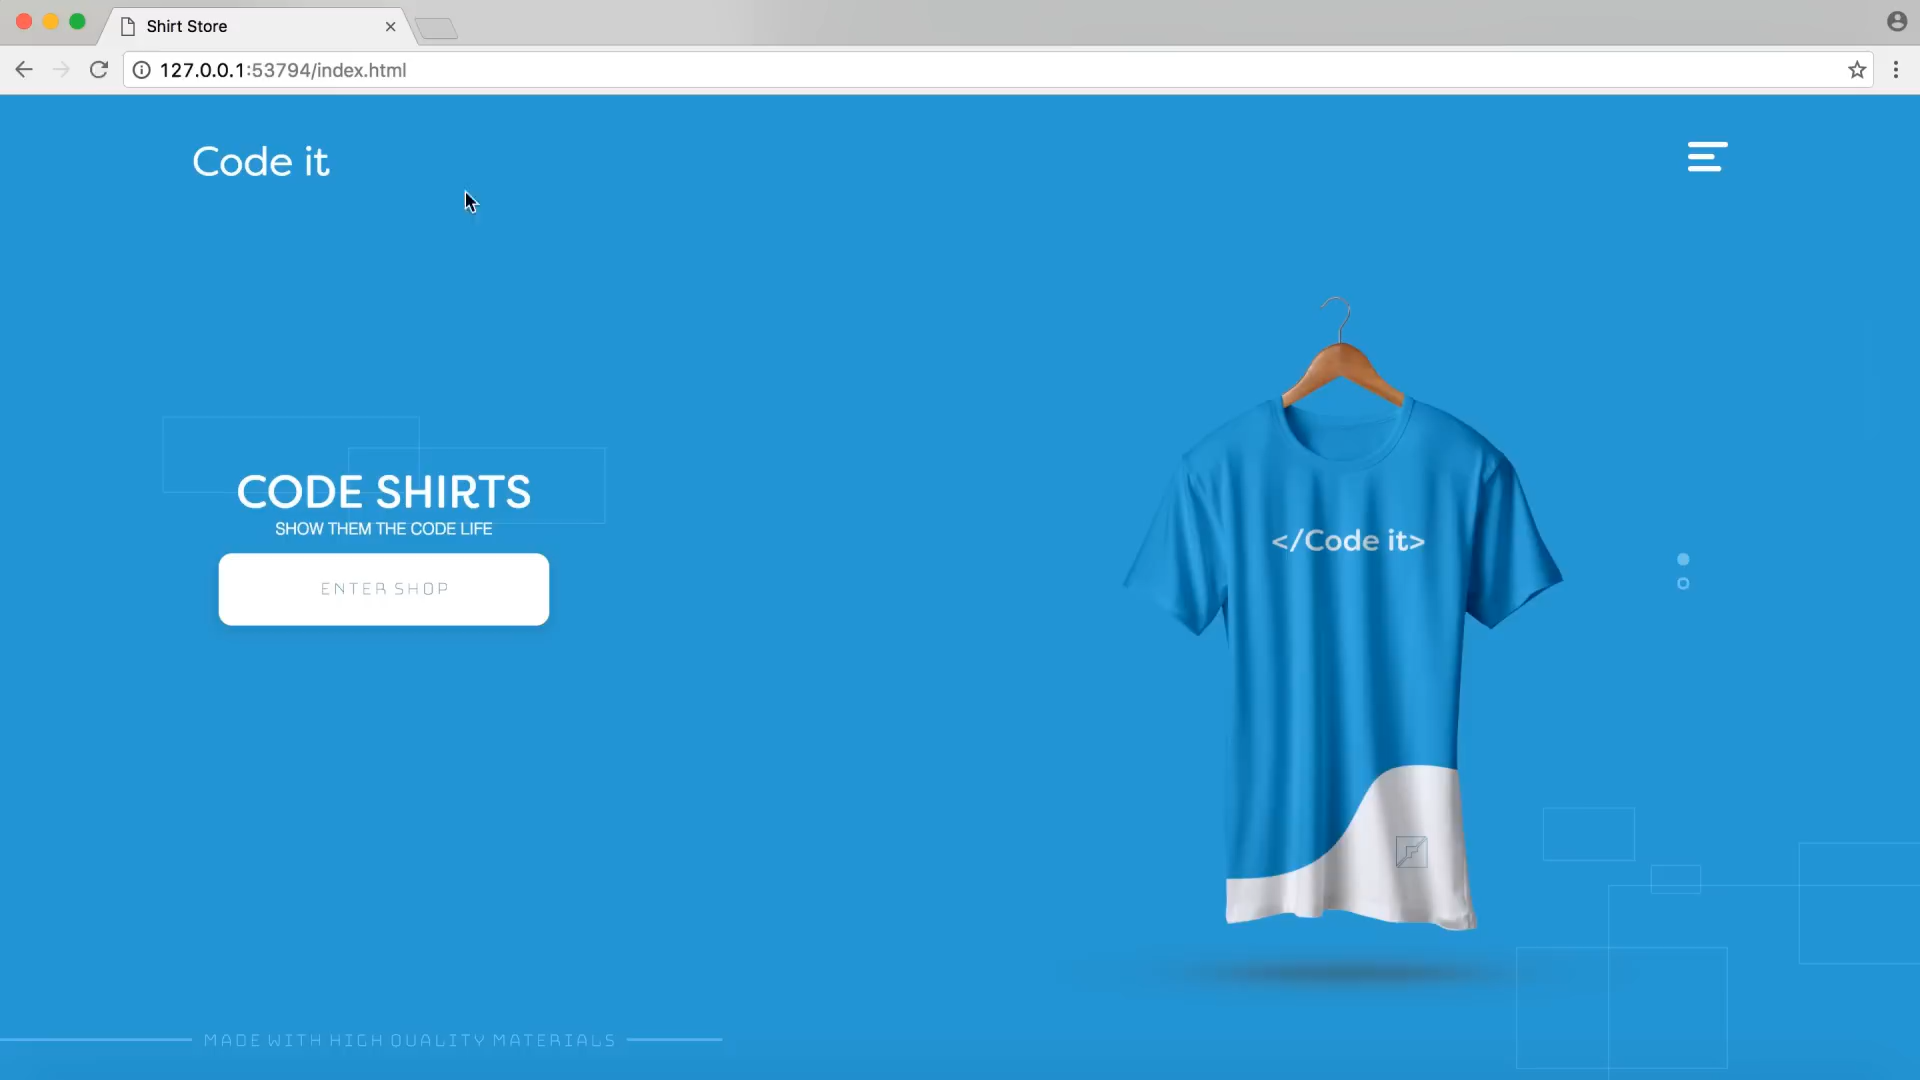 Shirt Store
127.0.0.1:53794/index.html
Code it
CODE SHIRTS
SHOW THEM THE CODE LIFE
ENTER SHOP
</Code it>
MADE WITH HIGH QUALITY MATERIALS